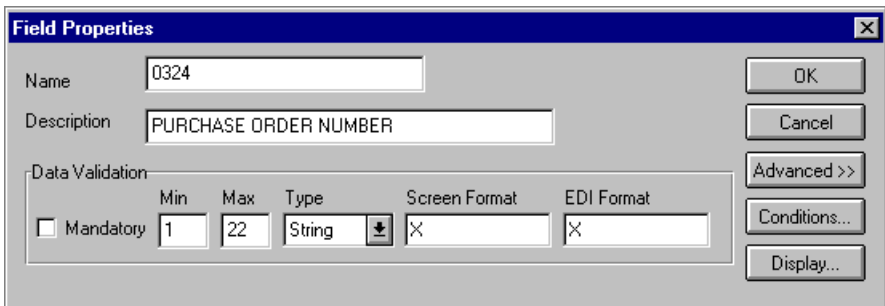 Field Properties
Name 0324 OK
Description PURCHASE ORDER NUMBER Cancel
Data Validation Advanced >>
Min Max Type Screen Format EDI Format
Mandatory 1 22 String X X Conditions...
Display...